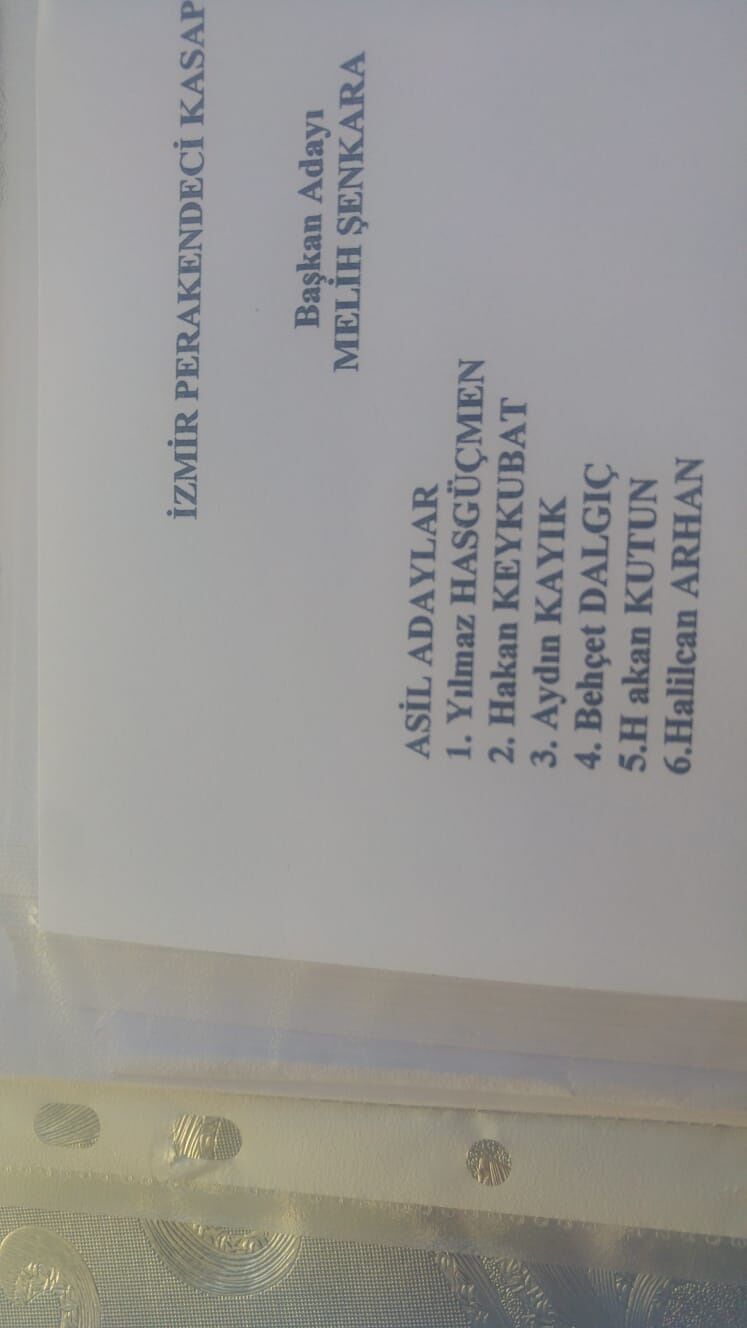 İZMİR PERAKENDECİ KASAP
Başkan Adayı
MELİH ŞENKARA
ASİL ADAYLAR
1. Yılmaz HASGÜÇMEN
2. Hakan KEYKUBAT
3. Aydın KAYIK
4. Behçet DALGIÇ
5.H akan KUTUN
6.Halilcan ARHAN